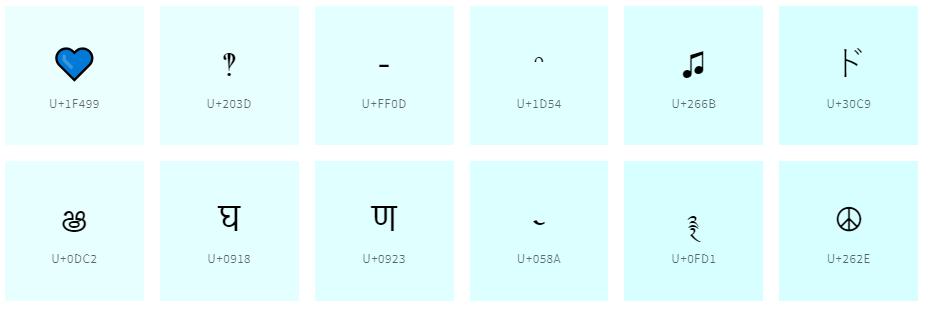 💙 ‽ － ᵔ ♫ ド
U+1F499 U+203D U+FF0D U+1D54 U+266B U+30C9
ෂ घ ण ֊ ࿑ ☮
U+0DC2 U+0918 U+0923 U+058A U+0FD1 U+262E